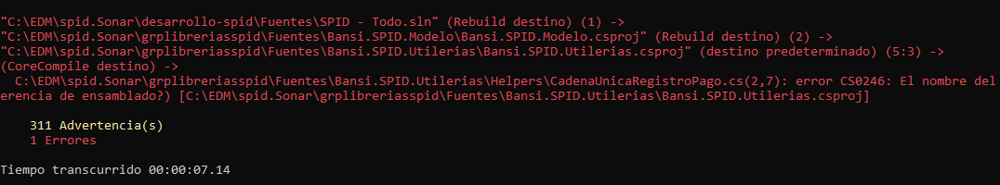 "C:\EDM\spid.Sonar\desarrollo-spid\Fuentes\SPID - Todo.sln" (Rebuild destino) (1) ->
"C:\EDM\spid.Sonar\grplibreriasspid\Fuentes\Bansi.SPID.Modelo\Bansi.SPID.Modelo.csproj" (Rebuild destino) (2) ->
"C:\EDM\spid.Sonar\grplibreriasspid\Fuentes\Bansi.SPID.Utilerias\Bansi.SPID.Utilerias.csproj" (destino predeterminado) (5:3) ->
(CoreCompile destino) ->
C:\EDM\spid.Sonar\grplibreriasspid\Fuentes\Bansi.SPID.Utilerias\Helpers\CadenaUnicaRegistroPago.cs(2,7): error CS0246: El nombre del
erencia de ensamblado?) [C:\EDM\spid.Sonar\grplibreriasspid\Fuentes\Bansi.SPID.Utilerias\Bansi.SPID.Utilerias.csproj]
311 Advertencia(s)
1 Errores
Tiempo transcurrido 00:00:07.14